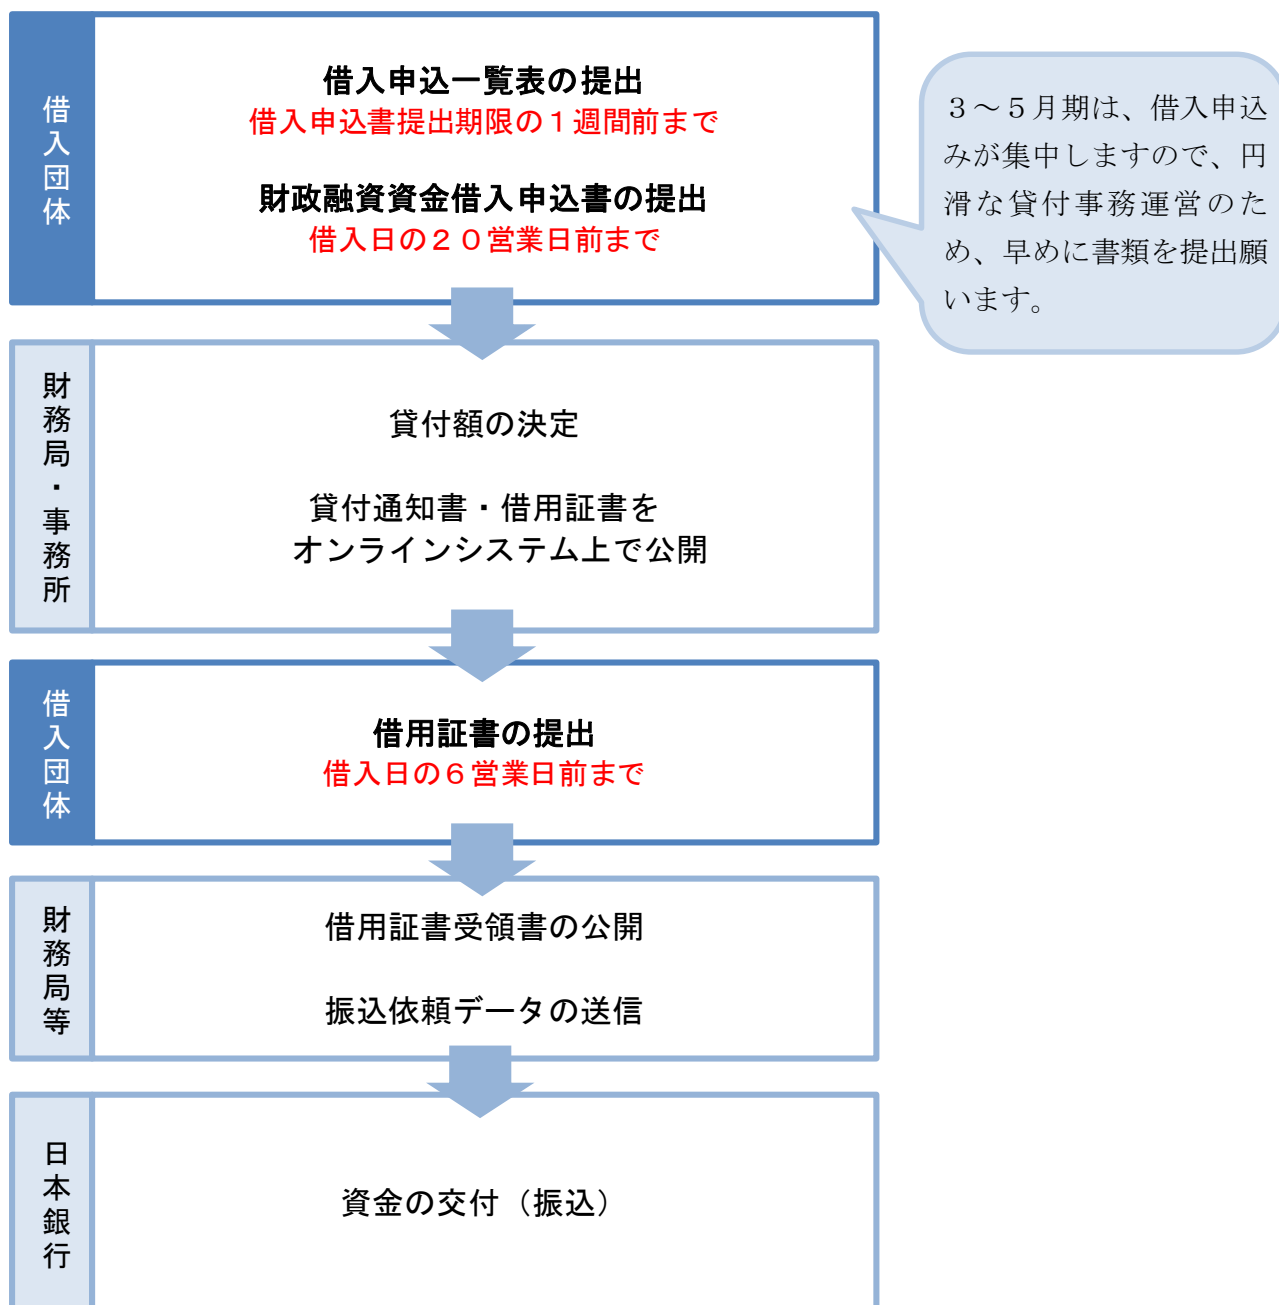 借入団体
借入申込一覧表の提出
借入申込書提出期限の１週間前まで
財政融資資金借入申込書の提出
借入日の２０営業日前まで
３～５月期は、借入申込
みが集中しますので、円
滑な貸付事務運営のた
め、早めに書類を提出願
います。
財務局・事務所
貸付額の決定
貸付通知書・借用証書を
オンラインシステム上で公開
借入団体
借用証書の提出
借入日の６営業日前まで
財務局等
借用証書受領書の公開
振込依頼データの送信
日本銀行
資金の交付（振込）